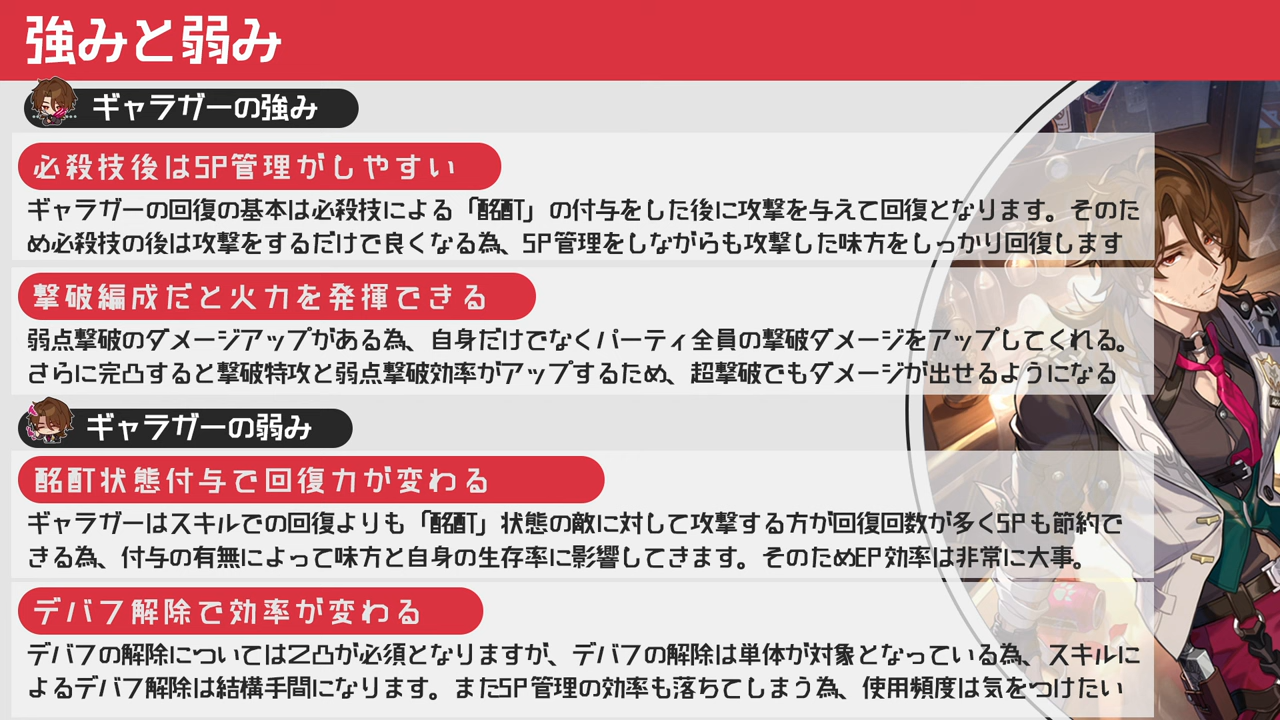 強みと弱み
ギャラガーの強み
必殺技後はSP管理がしやすい
ギャラガーの回復の基本は必殺技による「酩酊」の付与をした後に攻撃を与えて回復となります。そのた
め必殺技の後は攻撃をするだけで良くなる為、SP管理をしながらも攻撃した味方をしっかり回復します
撃破編成だと火力を発揮できる
弱点撃破のダメージアップがある為、自身だけでなくパーティ全員の撃破ダメージをアップしてくれる。
さらに完凸すると撃破特攻と弱点撃破効率がアップするため、超撃破でもダメージが出せるようになる
ギャラガーの弱み
酩酊状態付与で回復力が変わる
ギャラガーはスキルでの回復よりも「酩酊」状態の敵に対して攻撃する方が回復回数が多くSPも節約で
きる為、付与の有無によって味方と自身の生存率に影響してきます。そのためEP効率は非常に大事。
デバフ解除で効率が変わる
デバフの解除については2凸が必須となりますが、デバフの解除は単体が対象となっている為、スキルに
よるデバフ解除は結構手間になります。またSP管理の効率も落ちてしまう為、使用頻度は気をつけたい